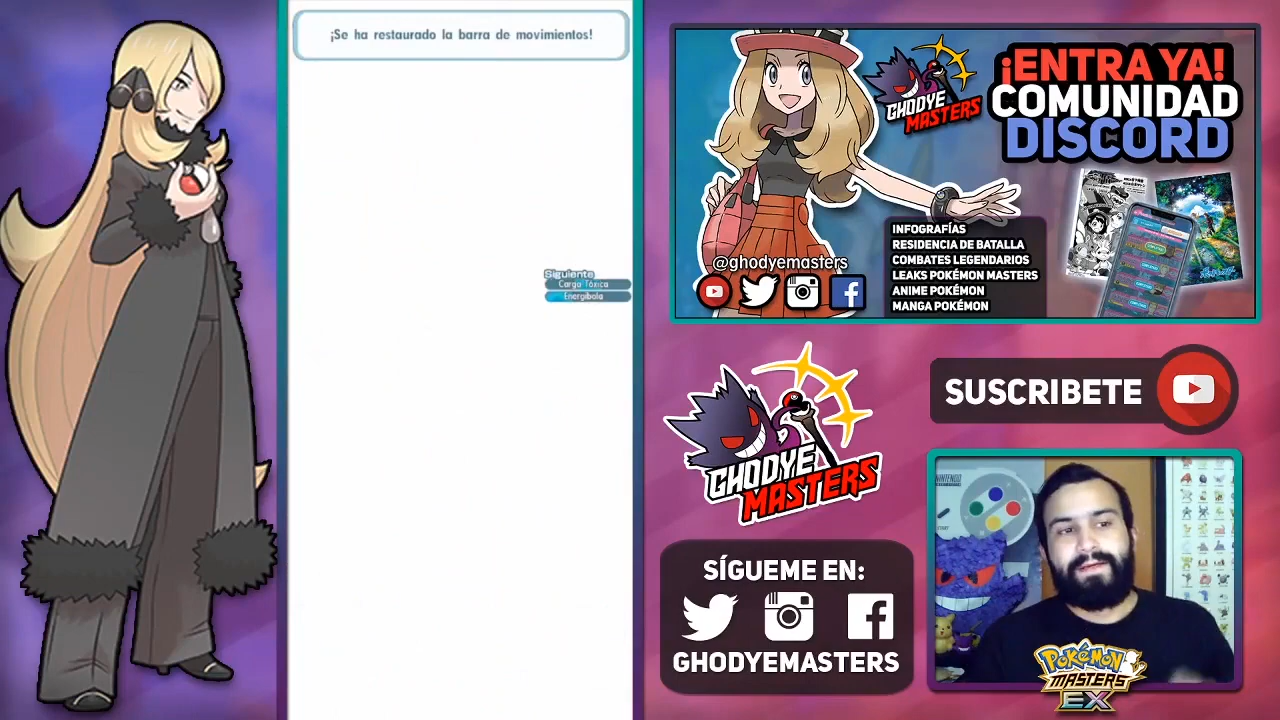 ¡Se ha restaurado la barra de movimientos!
Siguiente
Carga Tóxica
Energibola
GHODYE
MASTERS
¡ENTRA YA!
COMUNIDAD
DISCORD
@ghodyemasters
INFOGRAFÍAS
RESIDENCIA DE BATALLA
COMBATES LEGENDARIOS
LEAKS POKÉMON MASTERS
ANIME POKÉMON
MANGA POKÉMON
GHODYE
MASTERS
SUSCRIBETE
SÍGUEME EN:
GHODYEMASTERS
NINTENDO
POKéMON
MASTERS
EX